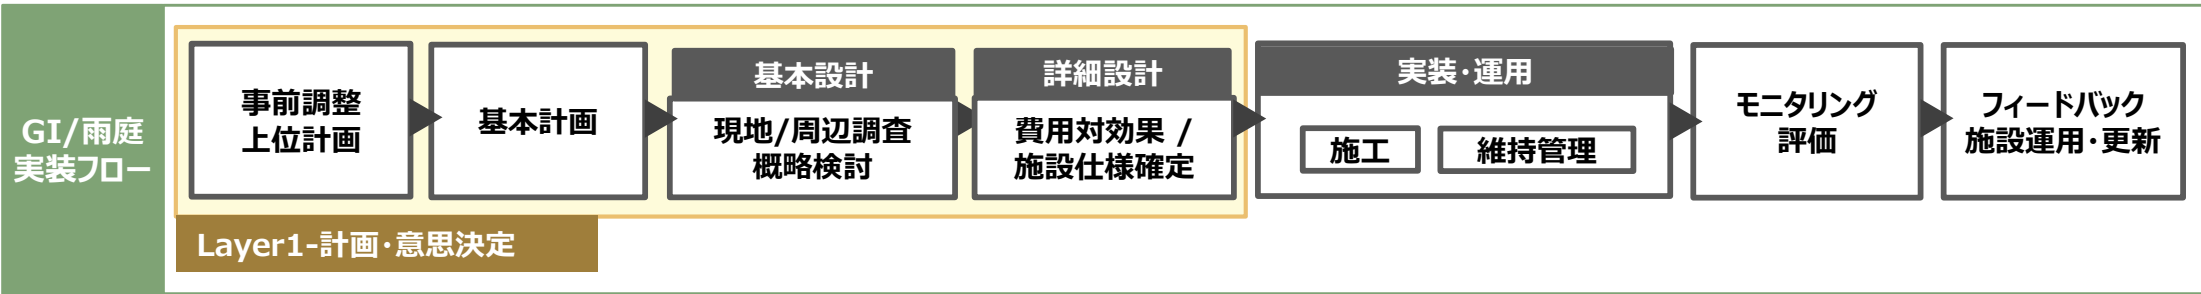 GI/雨庭
実装フロー
事前調整
上位計画
基本計画
基本設計
現地/周辺調査
概略検討
詳細設計
費用対効果 /
施設仕様確定
実装・運用
施工
維持管理
モニタリング
評価
フィードバック
施設運用・更新
Layer1-計画・意思決定